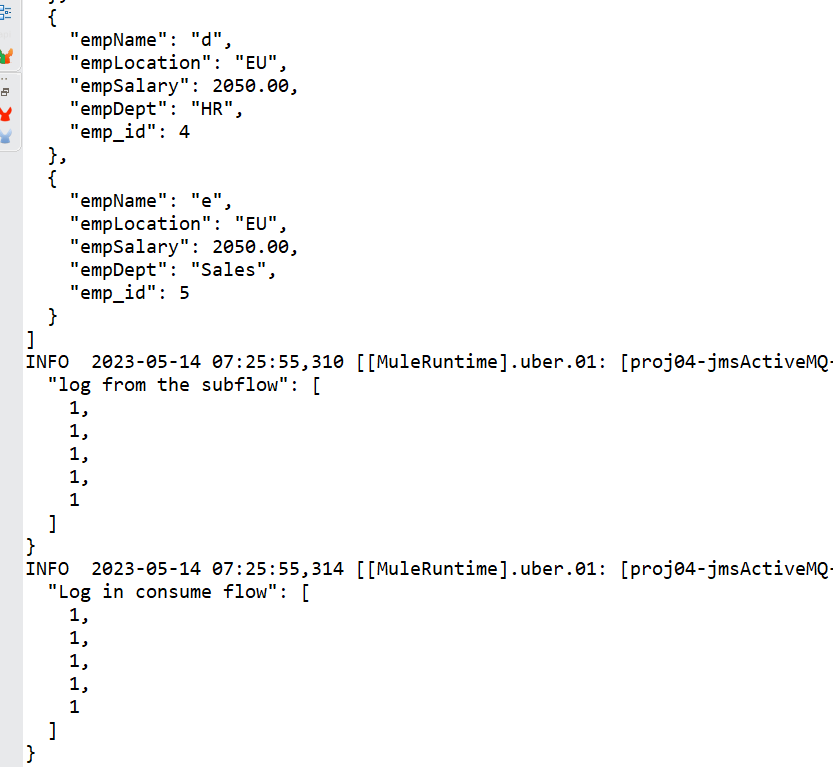 {
"empName": "d",
"empLocation": "EU",
"empSalary": 2050.00,
"empDept": "HR",
"emp_id": 4
},
{
"empName": "e",
"empLocation": "EU",
"empSalary": 2050.00,
"empDept": "Sales",
"emp_id": 5
}
]
INFO  2023-05-14 07:25:55,310 [[MuleRuntime].uber.01: [proj04-jmsActiveMQ-
"log from the subflow": [
1,
1,
1,
1,
1
]
}
INFO  2023-05-14 07:25:55,314 [[MuleRuntime].uber.01: [proj04-jmsActiveMQ-
"Log in consume flow": [
1,
1,
1,
1,
1
]
}